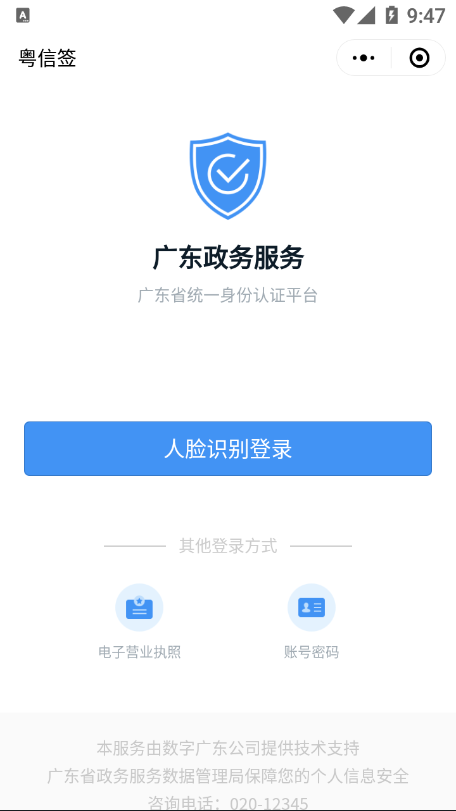 9:47
粤信签
广东政务服务
广东省统一身份认证平台
人脸识别登录
其他登录方式
电子营业执照
账号密码
本服务由数字广东公司提供技术支持
广东省政务服务数据管理局保障您的个人信息安全
咨询电话：020-12345